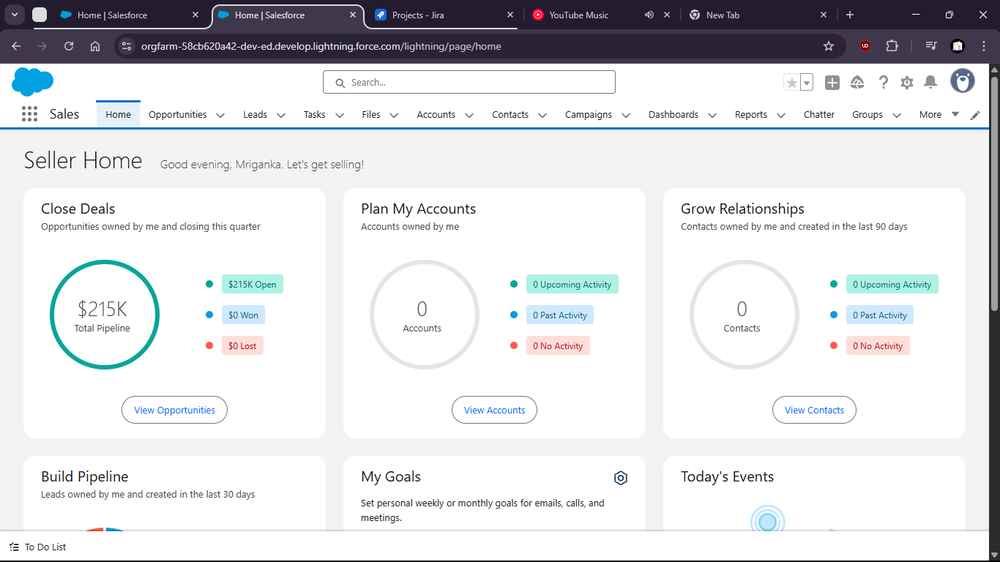 Home | Salesforce
Home | Salesforce
Projects - Jira
YouTube Music
New Tab
orgfarm-58cb620a42-dev-ed.develop.lightning.force.com/lightning/page/home
UD
Search...
Sales
Home
Opportunities
Leads
Tasks
Files
Accounts
Contacts
Campaigns
Dashboards
Reports
Chatter
Groups
More
Seller Home
Good evening, Mriganka. Let's get selling!
Close Deals
Opportunities owned by me and closing this quarter
$215K
Total Pipeline
$215K Open
$0 Won
$0 Lost
View Opportunities
Plan My Accounts
Accounts owned by me
0
Accounts
0 Upcoming Activity
0 Past Activity
0 No Activity
View Accounts
Grow Relationships
Contacts owned by me and created in the last 90 days
0
Contacts
0 Upcoming Activity
0 Past Activity
0 No Activity
View Contacts
Build Pipeline
Leads owned by me and created in the last 30 days
My Goals
Set personal weekly or monthly goals for emails, calls, and
meetings.
Today's Events
To Do List